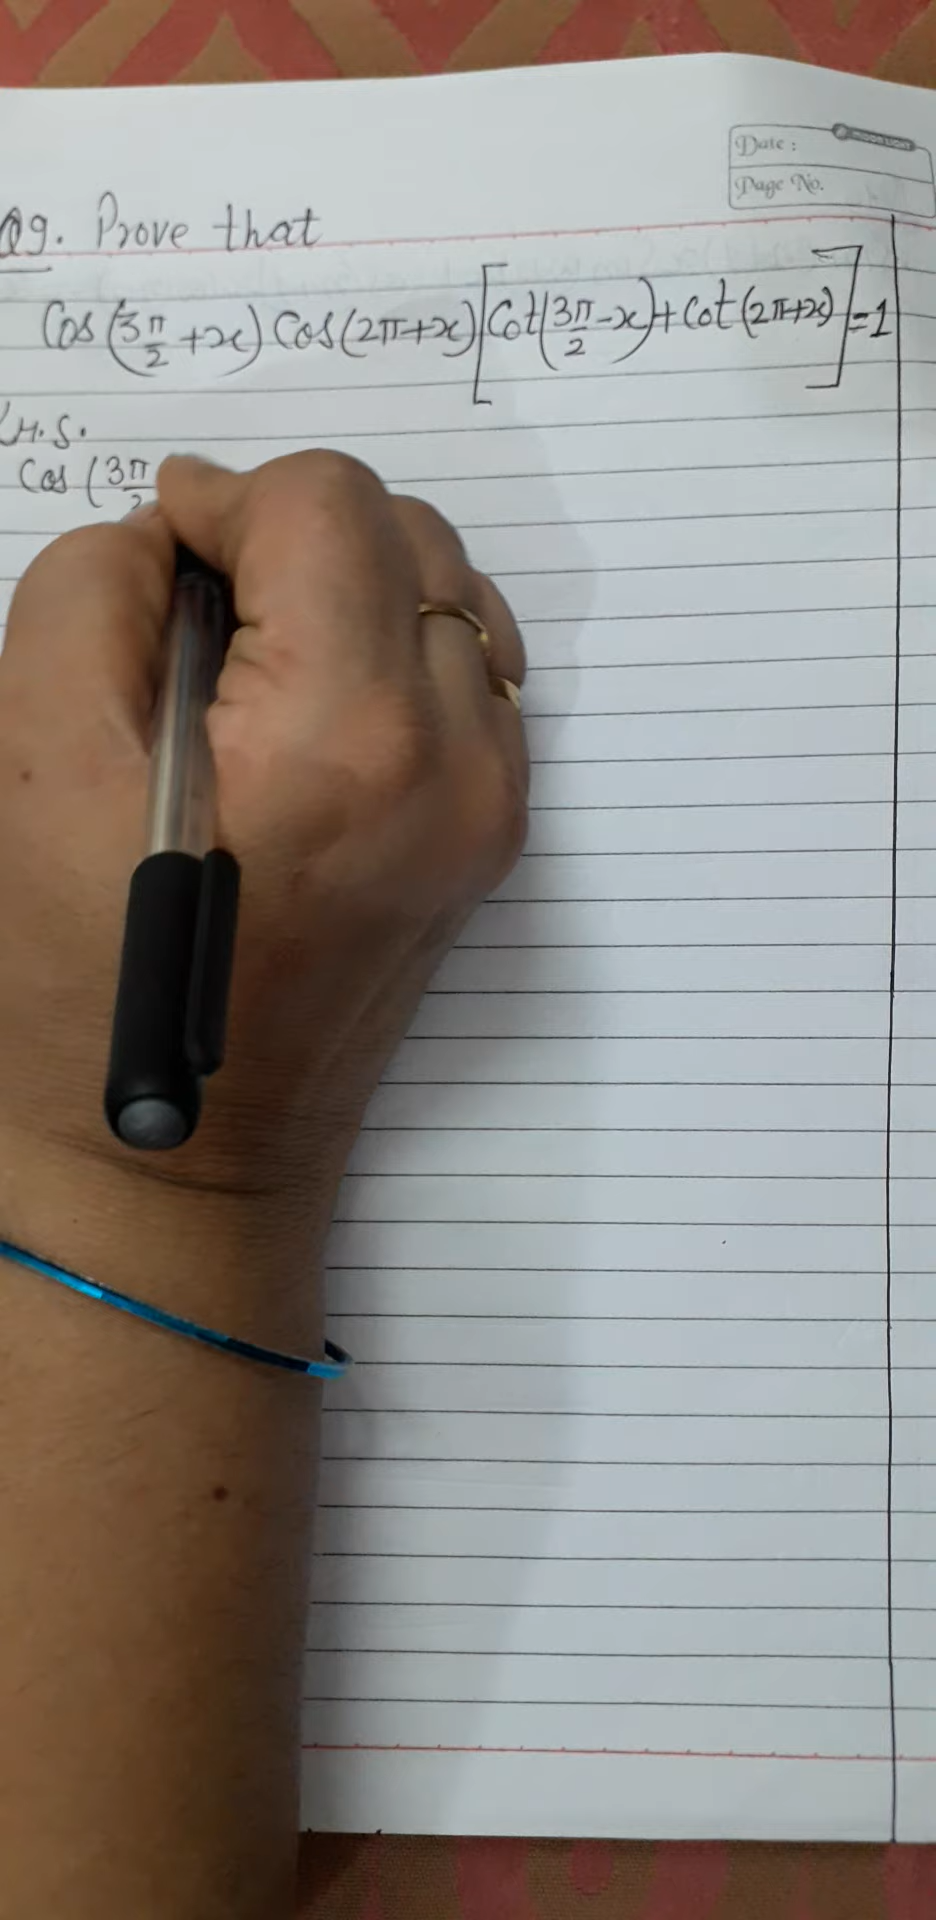 Date :
Page No.
Q9. Prove that
Cos(3π/2 +x) Cos(2π+x)[Cot(3π/2 -x)+Cot(2π+x)]=1
L.H.S.
Cos (3π/2